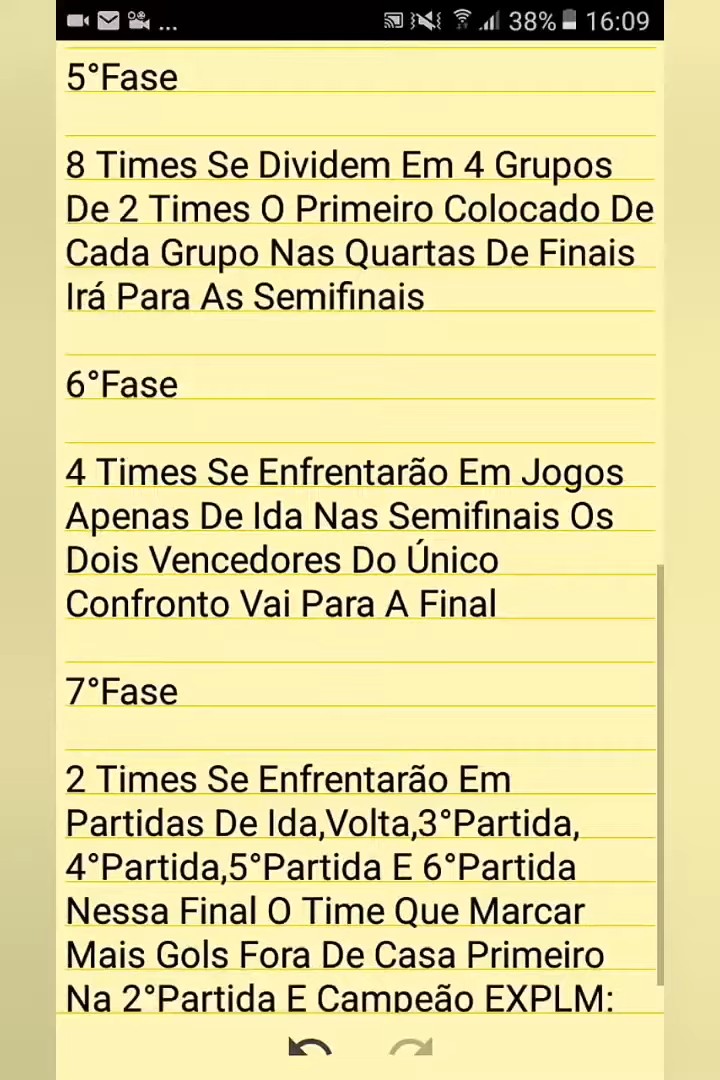 ... 38% 16:09
5°Fase
8 Times Se Dividem Em 4 Grupos
De 2 Times O Primeiro Colocado De
Cada Grupo Nas Quartas De Finais
Irá Para As Semifinais
6°Fase
4 Times Se Enfrentarão Em Jogos
Apenas De Ida Nas Semifinais Os
Dois Vencedores Do Único
Confronto Vai Para A Final
7°Fase
2 Times Se Enfrentarão Em
Partidas De Ida,Volta,3°Partida,
4°Partida,5°Partida E 6°Partida
Nessa Final O Time Que Marcar
Mais Gols Fora De Casa Primeiro
Na 2°Partida E Campeão EXPLM: